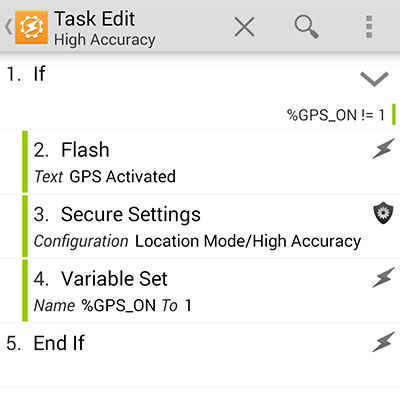 Task Edit
High Accuracy
1. If
%GPS_ON != 1
2. Flash
Text GPS Activated
3. Secure Settings
Configuration Location Mode/High Accuracy
4. Variable Set
Name %GPS_ON To 1
5. End If